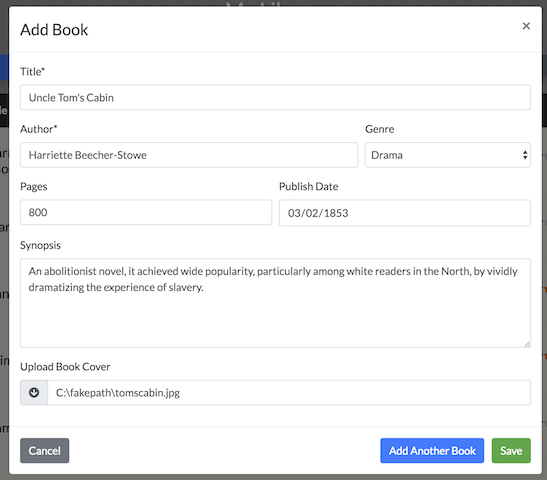 Add Book
×
Title*
Uncle Tom's Cabin
Author*
Genre
Harriette Beecher-Stowe
Drama
Pages
Publish Date
800
03/02/1853
Synopsis
An abolitionist novel, it achieved wide popularity, particularly among white readers in the North, by vividly
dramatizing the experience of slavery.
Upload Book Cover
C:\fakepath\tomscabin.jpg
Cancel
Add Another Book
Save